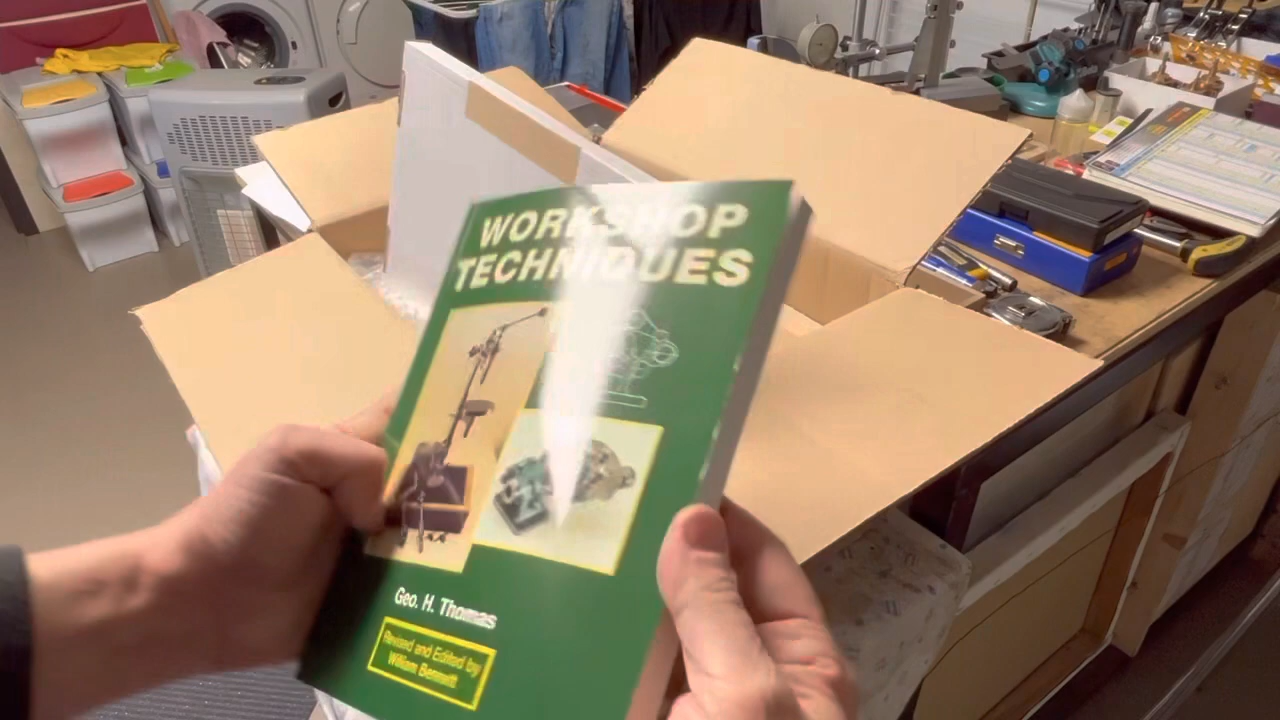 WORKSHOP
TECHNIQUES
Geo. H. Thomas
Revised and Edited by
William Bennett